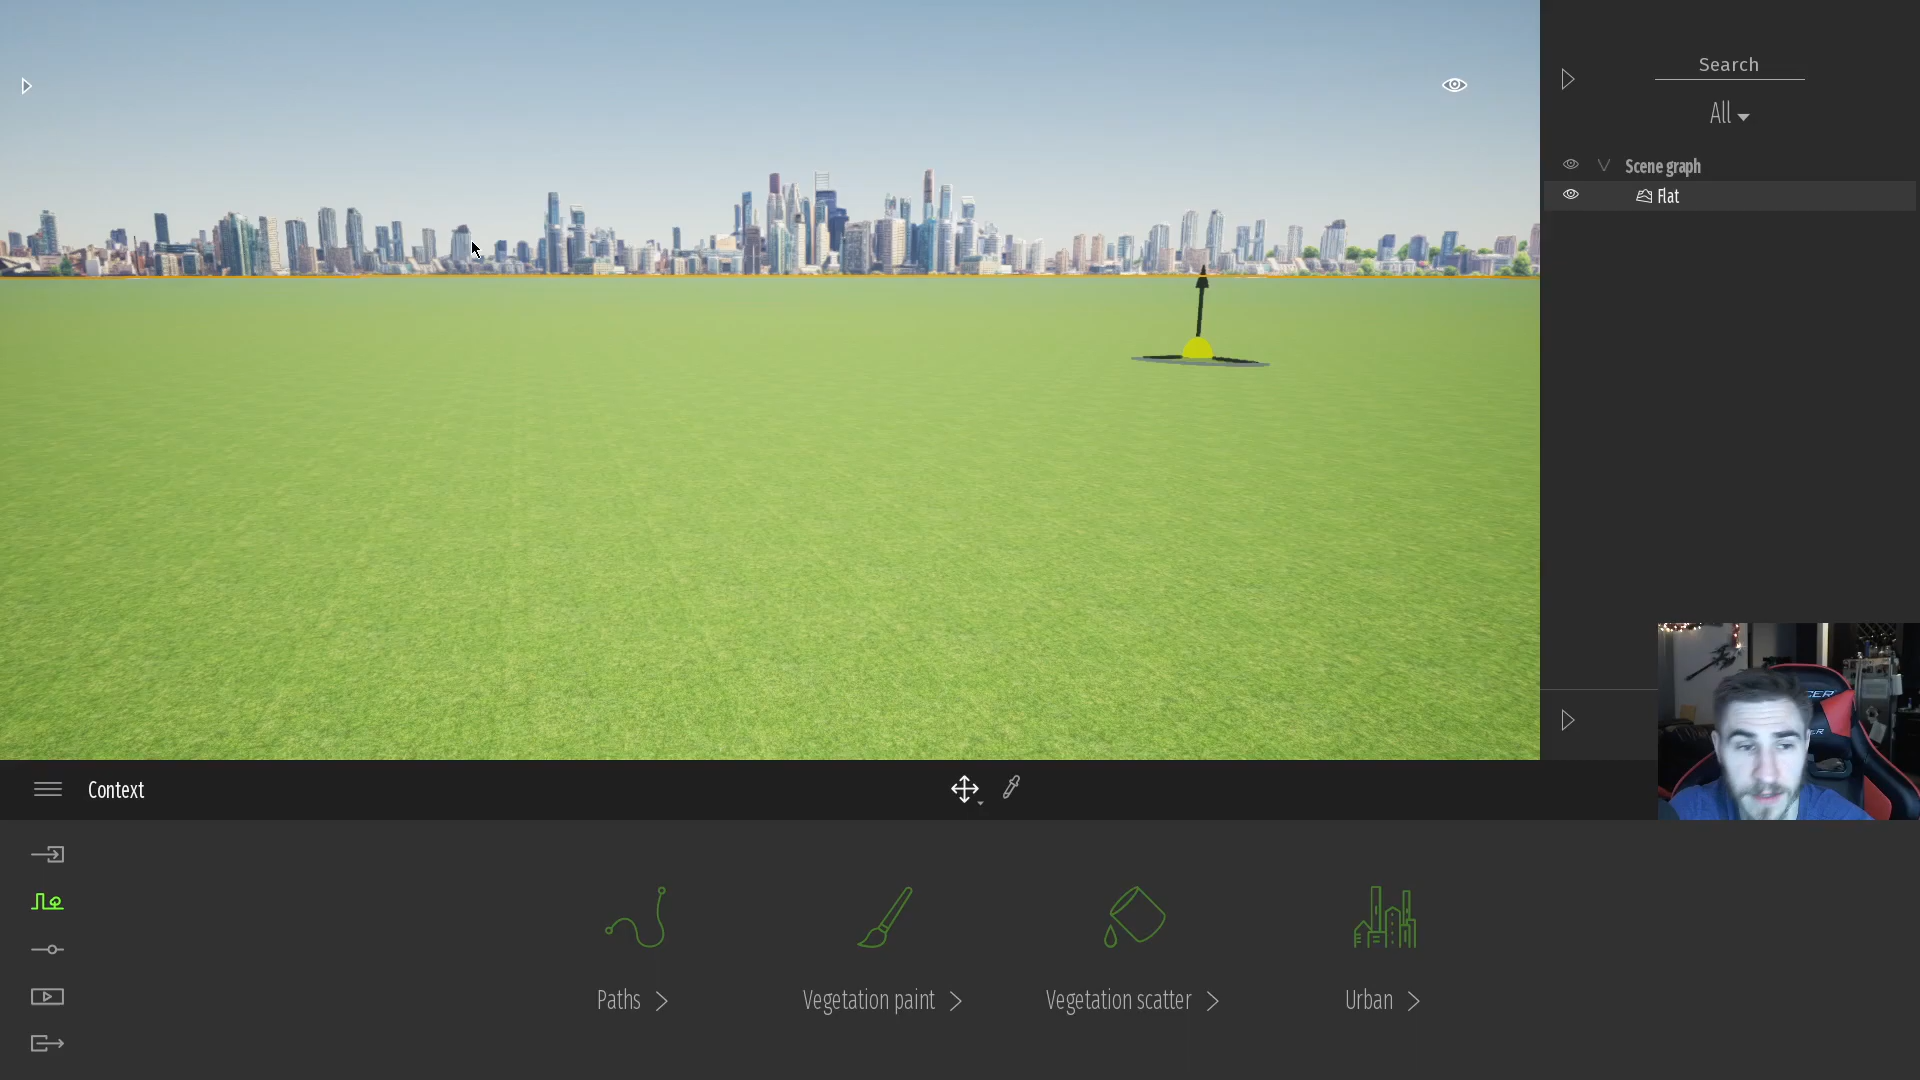 Search
All
Scene graph
Flat
Context
Paths
Vegetation paint
Vegetation scatter
Urban